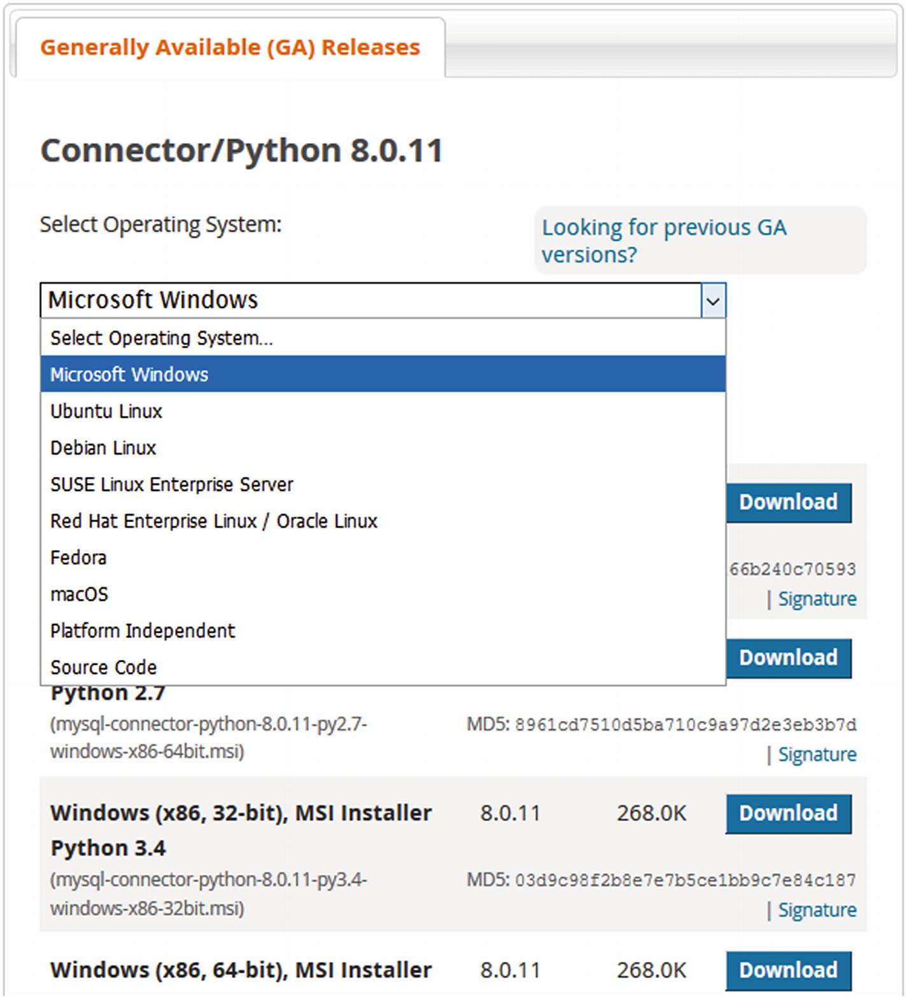 Generally Available (GA) Releases
Connector/Python 8.0.11
Select Operating System:
Looking for previous GA
versions?
Microsoft Windows
Select Operating System...
Microsoft Windows
Ubuntu Linux
Debian Linux
SUSE Linux Enterprise Server
Red Hat Enterprise Linux / Oracle Linux
Fedora
macOS
Platform Independent
Source Code
Download
66b240c70593
| Signature
Download
Python 2.7
(mysql-connector-python-8.0.11-py2.7-
windows-x86-64bit.msi)
MD5: 8961cd7510d5ba710c9a97d2e3eb3b7d
| Signature
Windows (x86, 32-bit), MSI Installer 8.0.11 268.0K Download
Python 3.4
(mysql-connector-python-8.0.11-py3.4-
windows-x86-32bit.msi)
MD5: 03d9c98f2b8e7e7b5ce1bb9c7e84c187
| Signature
Windows (x86, 64-bit), MSI Installer 8.0.11 268.0K Download